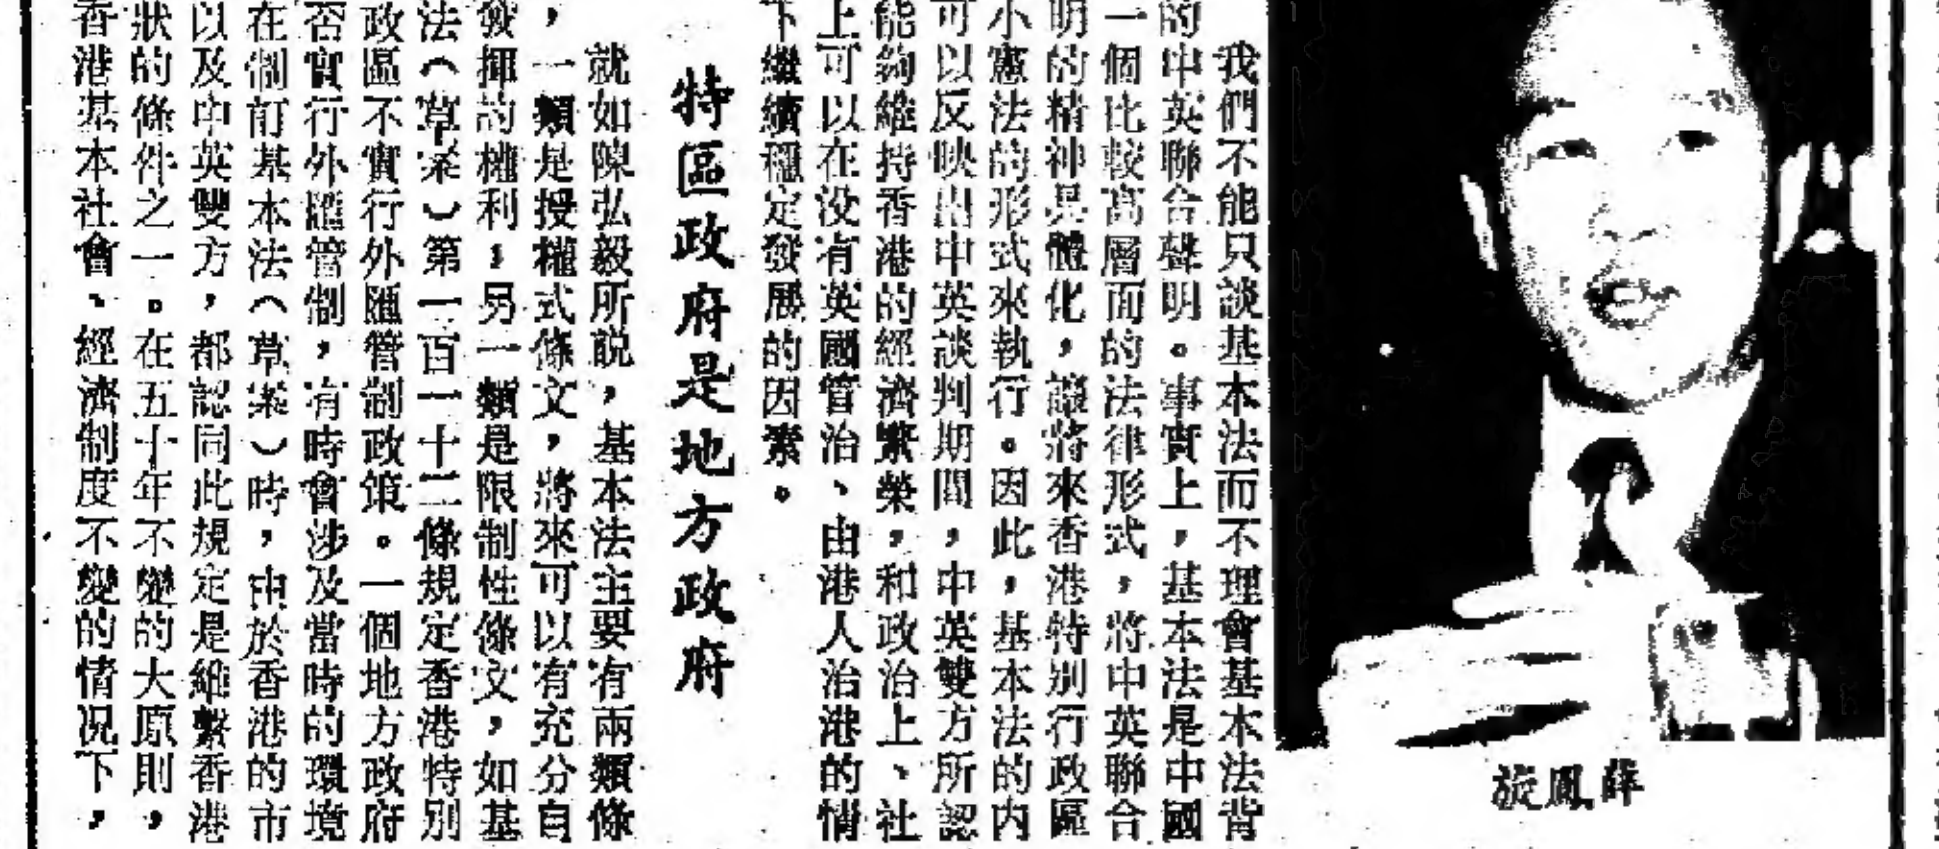 薛鳳旋
我們不能只談基本法而不理會基本法背
的中英聯合聲明。事實上，基本法是中國
一個比較高層面的法律形式，將中英聯合
明的精神具體化，讓將來香港特別行政區
小憲法的形式來執行。因此，基本法的内
可以反映出中英談判期間，中英雙方所認
能夠維持香港的經濟繁榮，和政治上、社
上可以在没有英國管治、由港人治港的情
下繼續穩定發展的因素。
特區政府是地方政府
就如陳弘毅所説，基本法主要有兩類條
，一類是授權式條文，將來可以有充分自
發揮的權利；另一類是限制性條文，如基
法（草案）第一百一十二條規定香港特別
政區不實行外匯管制政策。一個地方政府
否實行外匯管制，有時會涉及當時的環境
在制訂基本法（草案）時，由於香港的市
以及中英雙方，都認同此規定是維繫香港
狀的條件之一。在五十年不變的大原則，
香港基本社會、經濟制度不變的情況下，